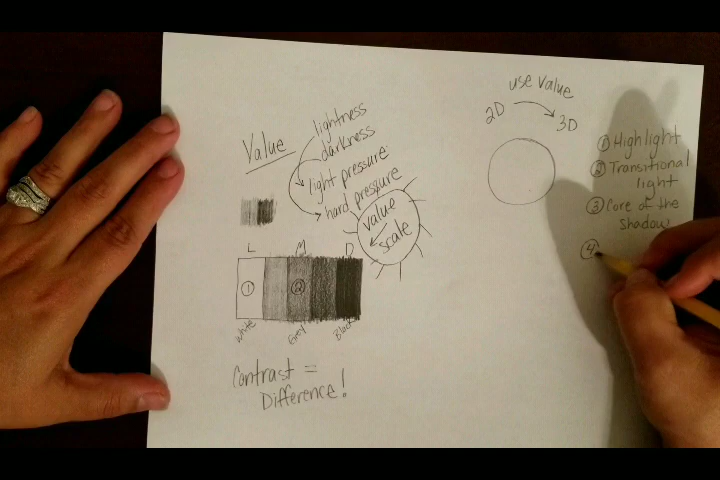 Value
lightness
darkness
light pressure
hard pressure
value
scale
L M D
1 2
White Grey Black
Contrast =
Difference!
use value
2D 3D
1 Highlight
2 Transitional
light
3 Core of the
Shadow
4